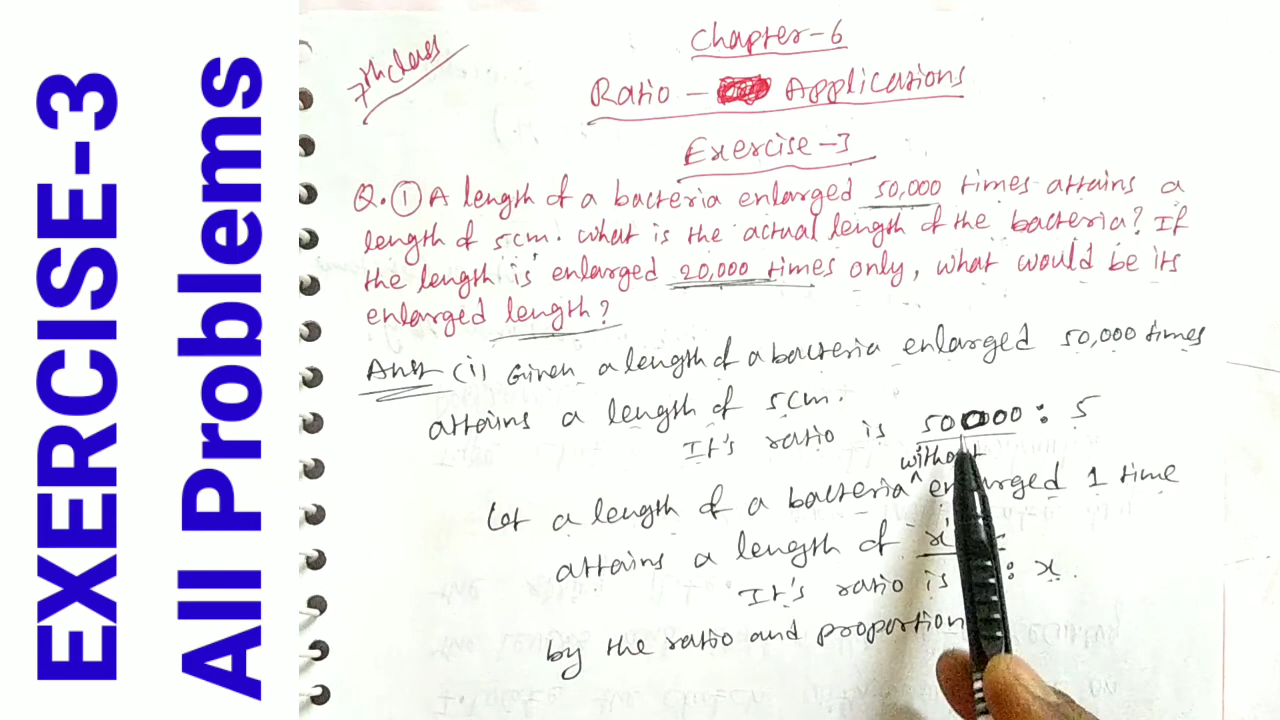 EXERCISE-3
All Problems
7th class
Chapter-6
Ratio - Applications
Exercise-3
Q. ① A length of a bacteria enlarged 50,000 times attains a
length of 5cm. what is the actual length of the bacteria? If
the length is enlarged 20,000 times only, what would be its
enlarged length?
Ans (i) Given a length of a bacteria enlarged 50,000 times
attains a length of 5cm.
It's ratio is 50000 : 5
without
Let a length of a bacteria ^ enlarged 1 time
attains a length of 'x'
It's ratio is : x.
by the ratio and proportion